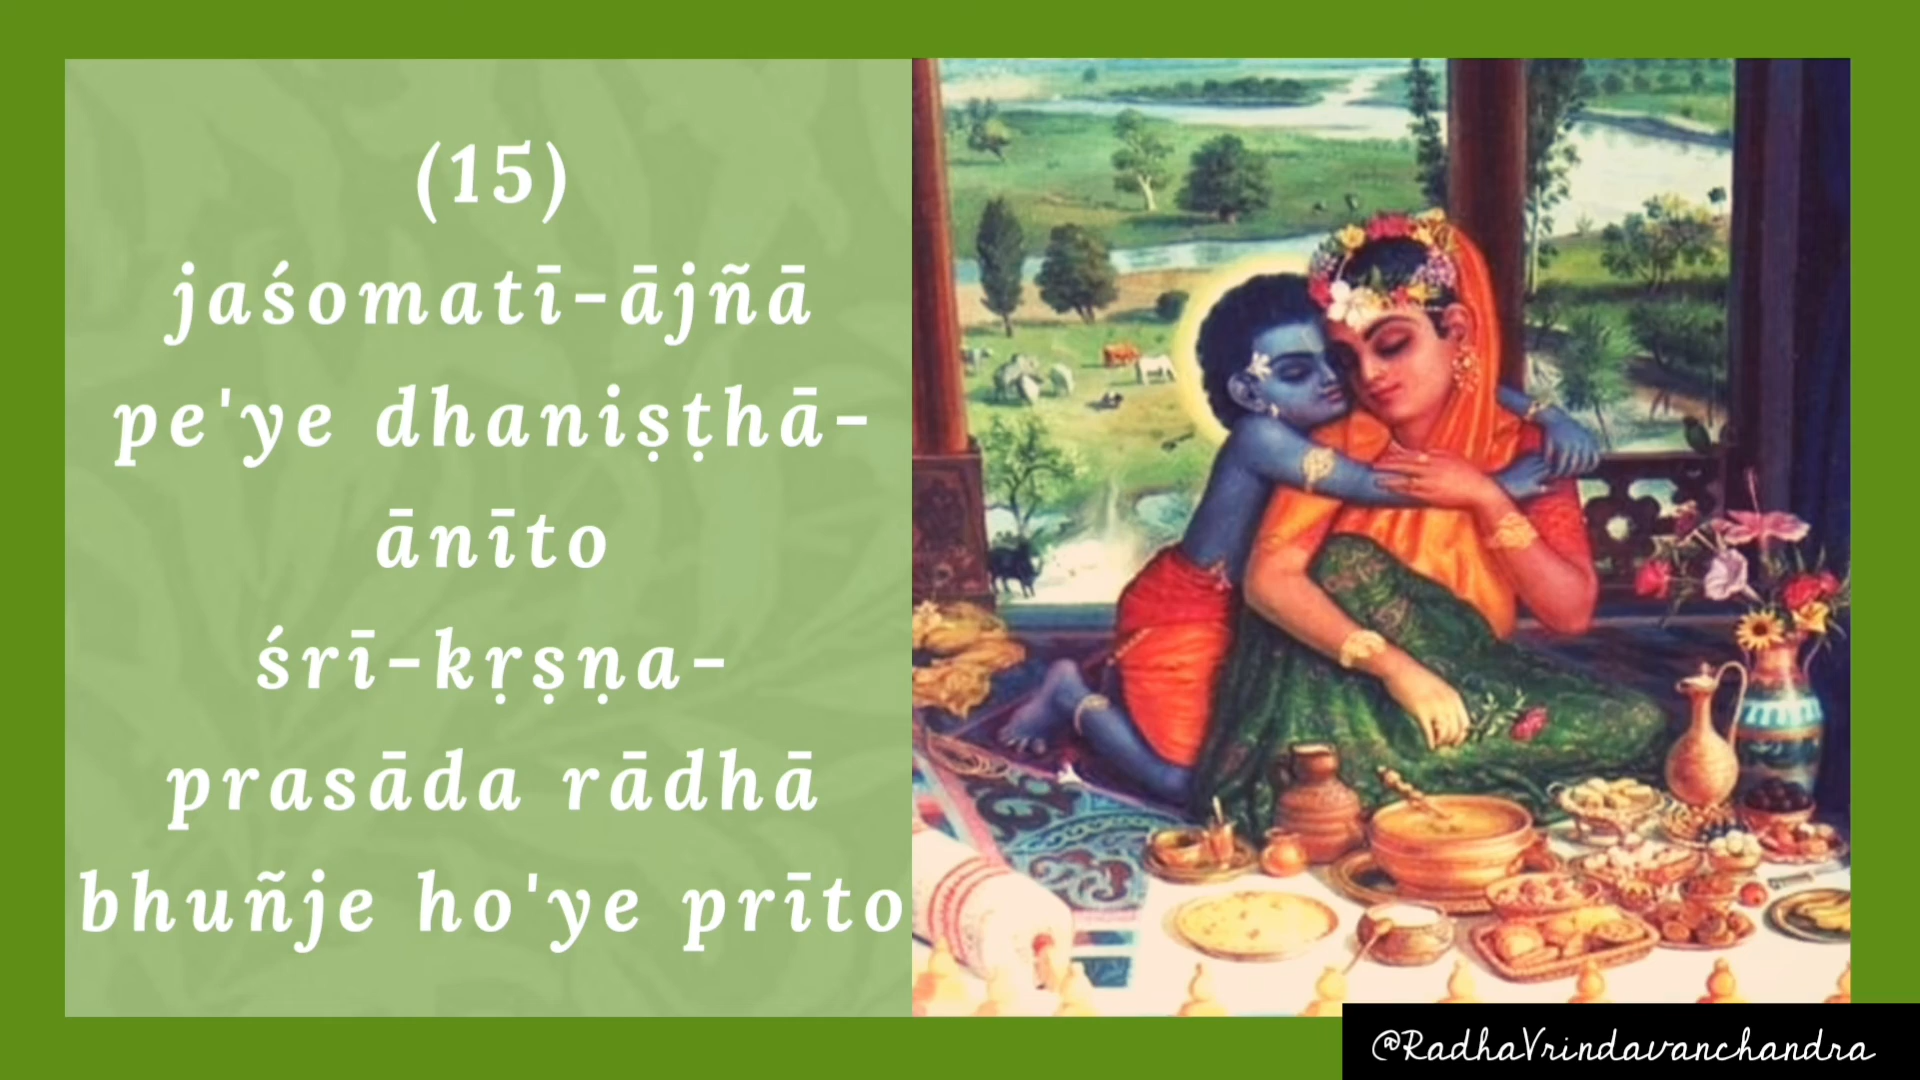 (15)
jaśomatī-ājñā
pe'ye dhaniṣṭhā-
ānīto
śrī-kṛṣṇa-
prasāda rādhā
bhuñje ho'ye prīto
@RadhaVrindavanchandra